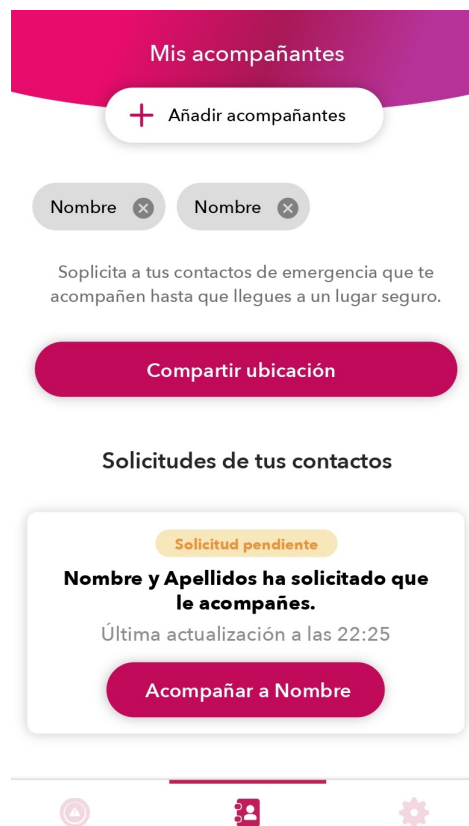 Mis acompañantes
Añadir acompañantes
Nombre Nombre
Soplicita a tus contactos de emergencia que te
acompañen hasta que llegues a un lugar seguro.
Compartir ubicación
Solicitudes de tus contactos
Solicitud pendiente
Nombre y Apellidos ha solicitado que
le acompañes.
Última actualización a las 22:25
Acompañar a Nombre